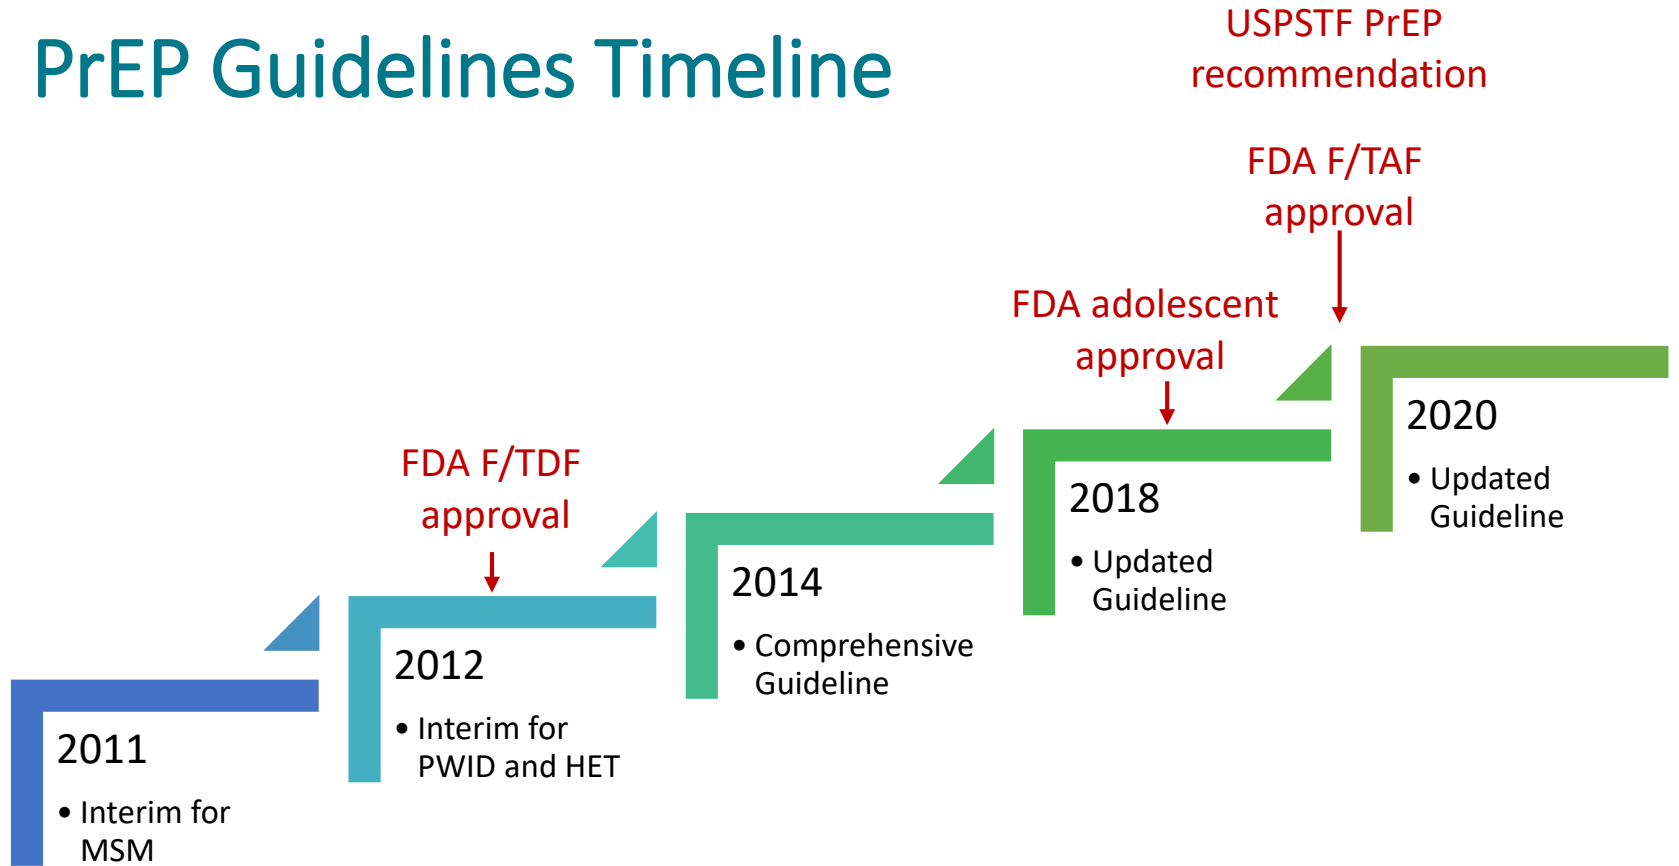 PrEP Guidelines Timeline
USPSTF PrEP
recommendation
FDA F/TAF
approval
FDA adolescent
approval
FDA F/TDF
approval
2011
• Interim for
MSM
2012
• Interim for
PWID and HET
2014
• Comprehensive
Guideline
2018
• Updated
Guideline
2020
• Updated
Guideline